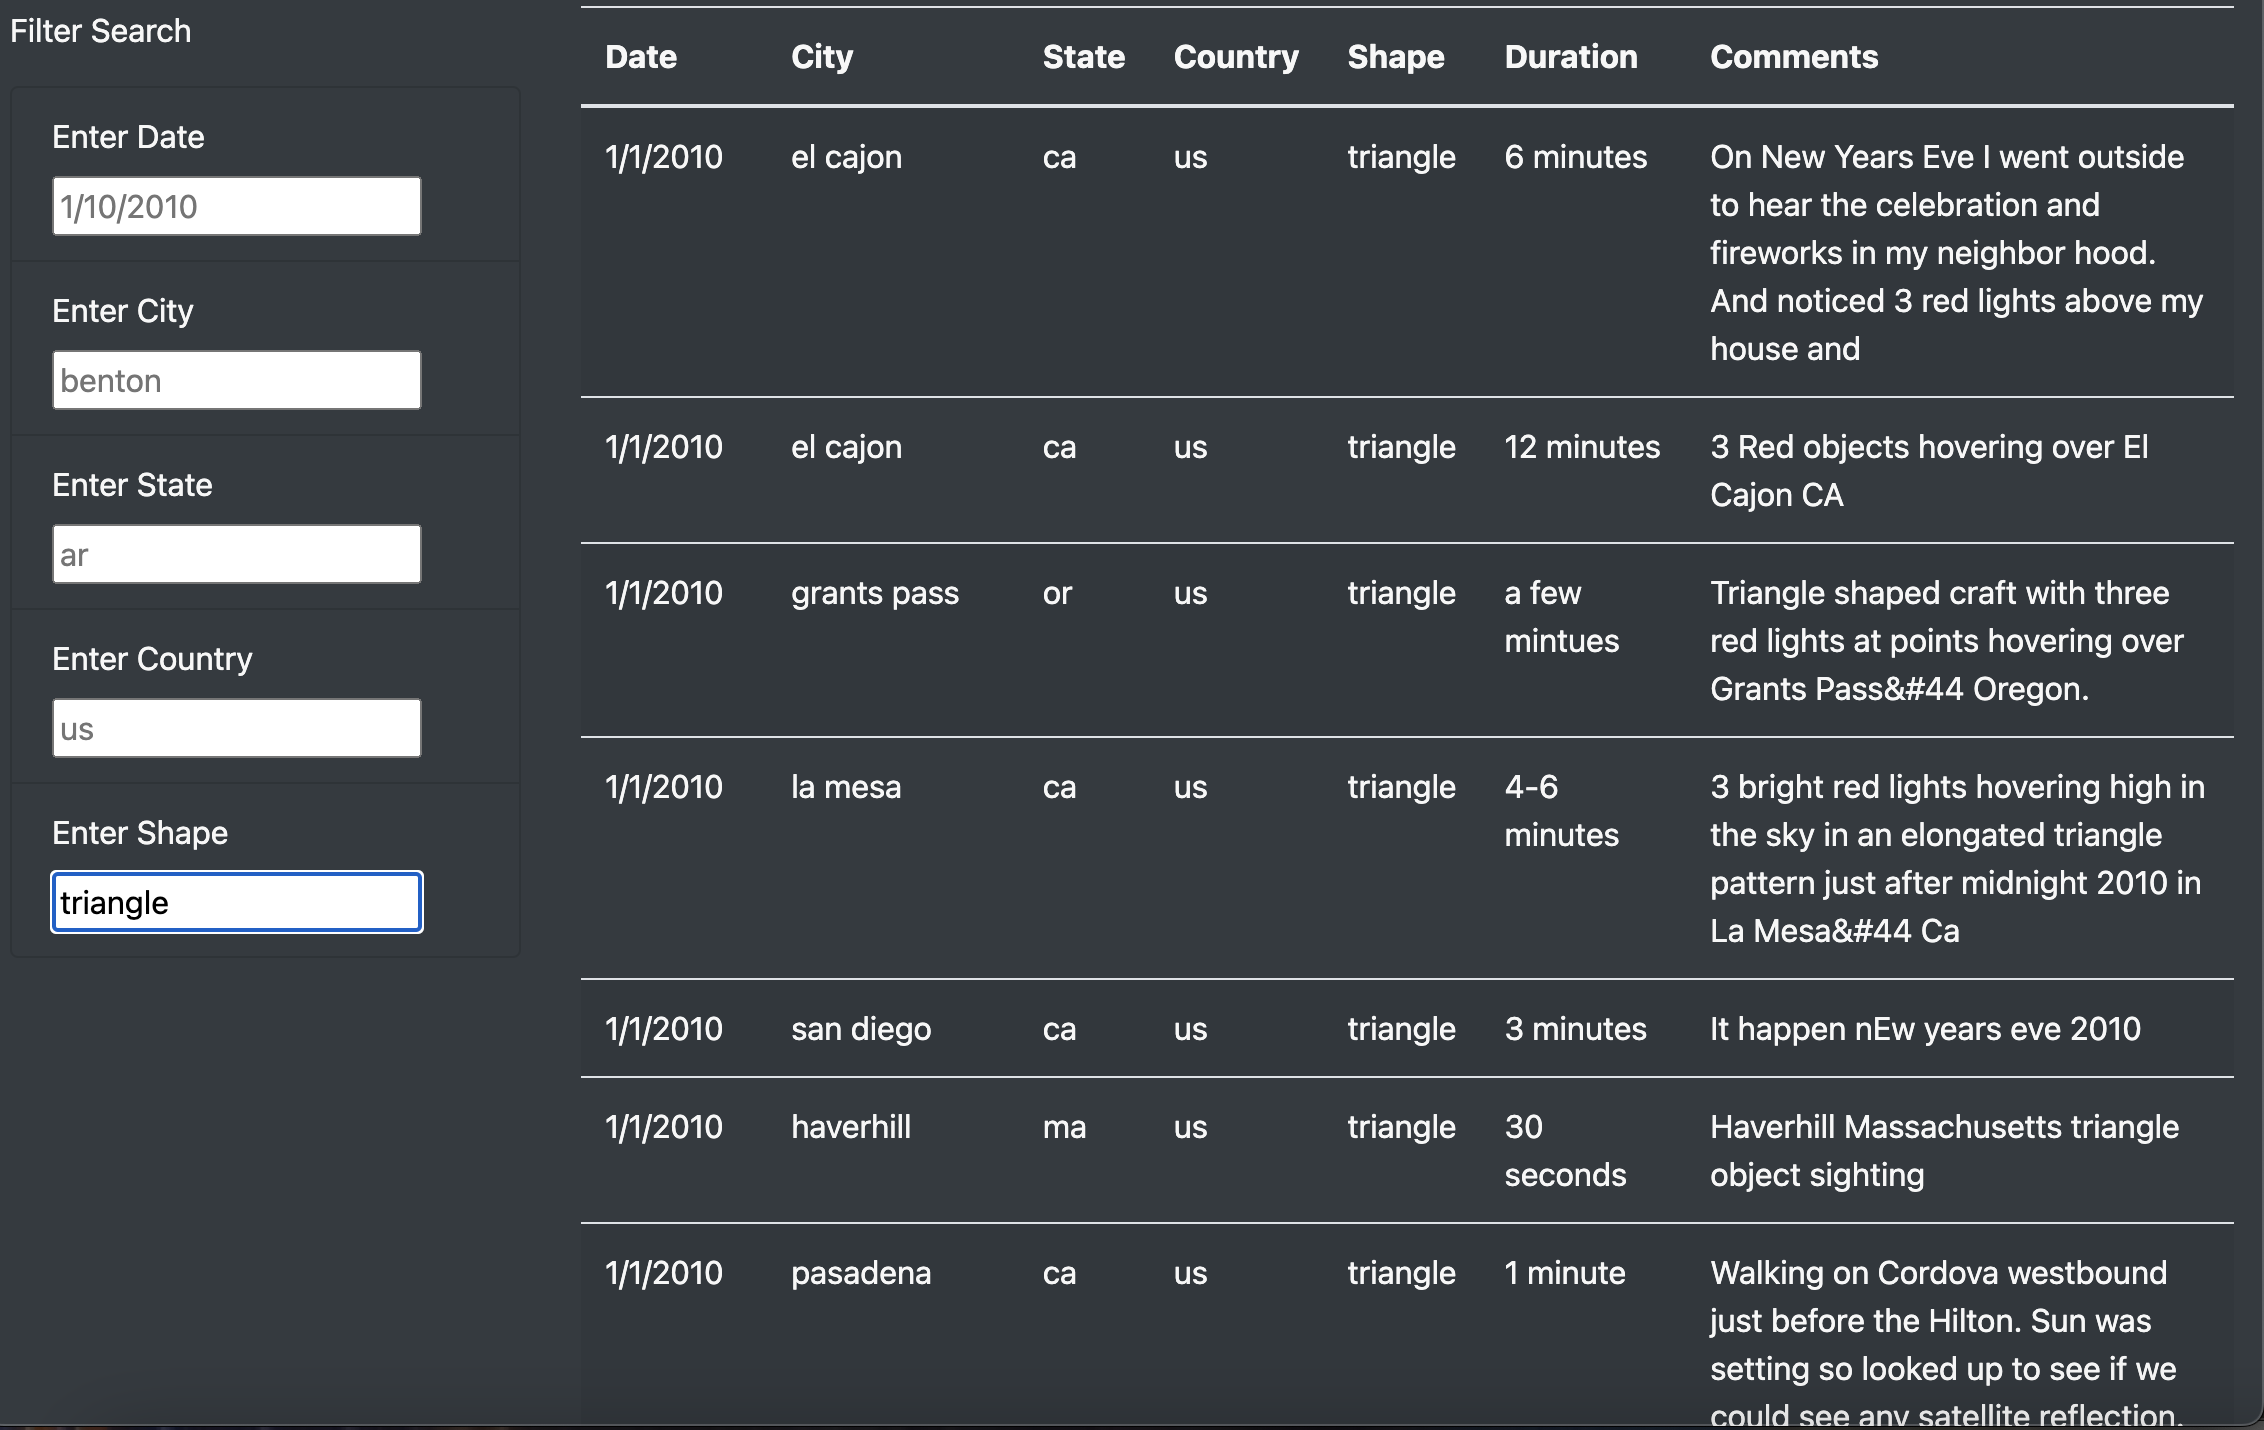 Filter Search
Enter Date
1/10/2010
Enter City
benton
Enter State
ar
Enter Country
us
Enter Shape
triangle
Date City State Country Shape Duration Comments
1/1/2010 el cajon ca us triangle 6 minutes On New Years Eve I went outside
to hear the celebration and
fireworks in my neighbor hood.
And noticed 3 red lights above my
house and
1/1/2010 el cajon ca us triangle 12 minutes 3 Red objects hovering over El
Cajon CA
1/1/2010 grants pass or us triangle a few Triangle shaped craft with three
mintues red lights at points hovering over
Grants Pass&#44 Oregon.
1/1/2010 la mesa ca us triangle 4-6 3 bright red lights hovering high in
minutes the sky in an elongated triangle
pattern just after midnight 2010 in
La Mesa&#44 Ca
1/1/2010 san diego ca us triangle 3 minutes It happen nEw years eve 2010
1/1/2010 haverhill ma us triangle 30 Haverhill Massachusetts triangle
seconds object sighting
1/1/2010 pasadena ca us triangle 1 minute Walking on Cordova westbound
just before the Hilton. Sun was
setting so looked up to see if we
could see any satellite reflection.